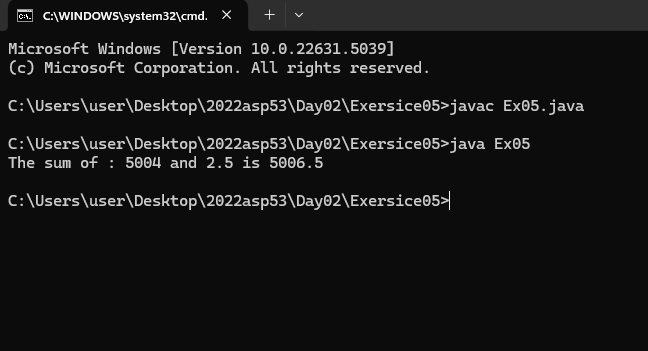 C:\WINDOWS\system32\cmd.
Microsoft Windows [Version 10.0.22631.5039]
(c) Microsoft Corporation. All rights reserved.
C:\Users\user\Desktop\2022asp53\Day02\Exersice05>javac Ex05.java
C:\Users\user\Desktop\2022asp53\Day02\Exersice05>java Ex05
The sum of : 5004 and 2.5 is 5006.5
C:\Users\user\Desktop\2022asp53\Day02\Exersice05>